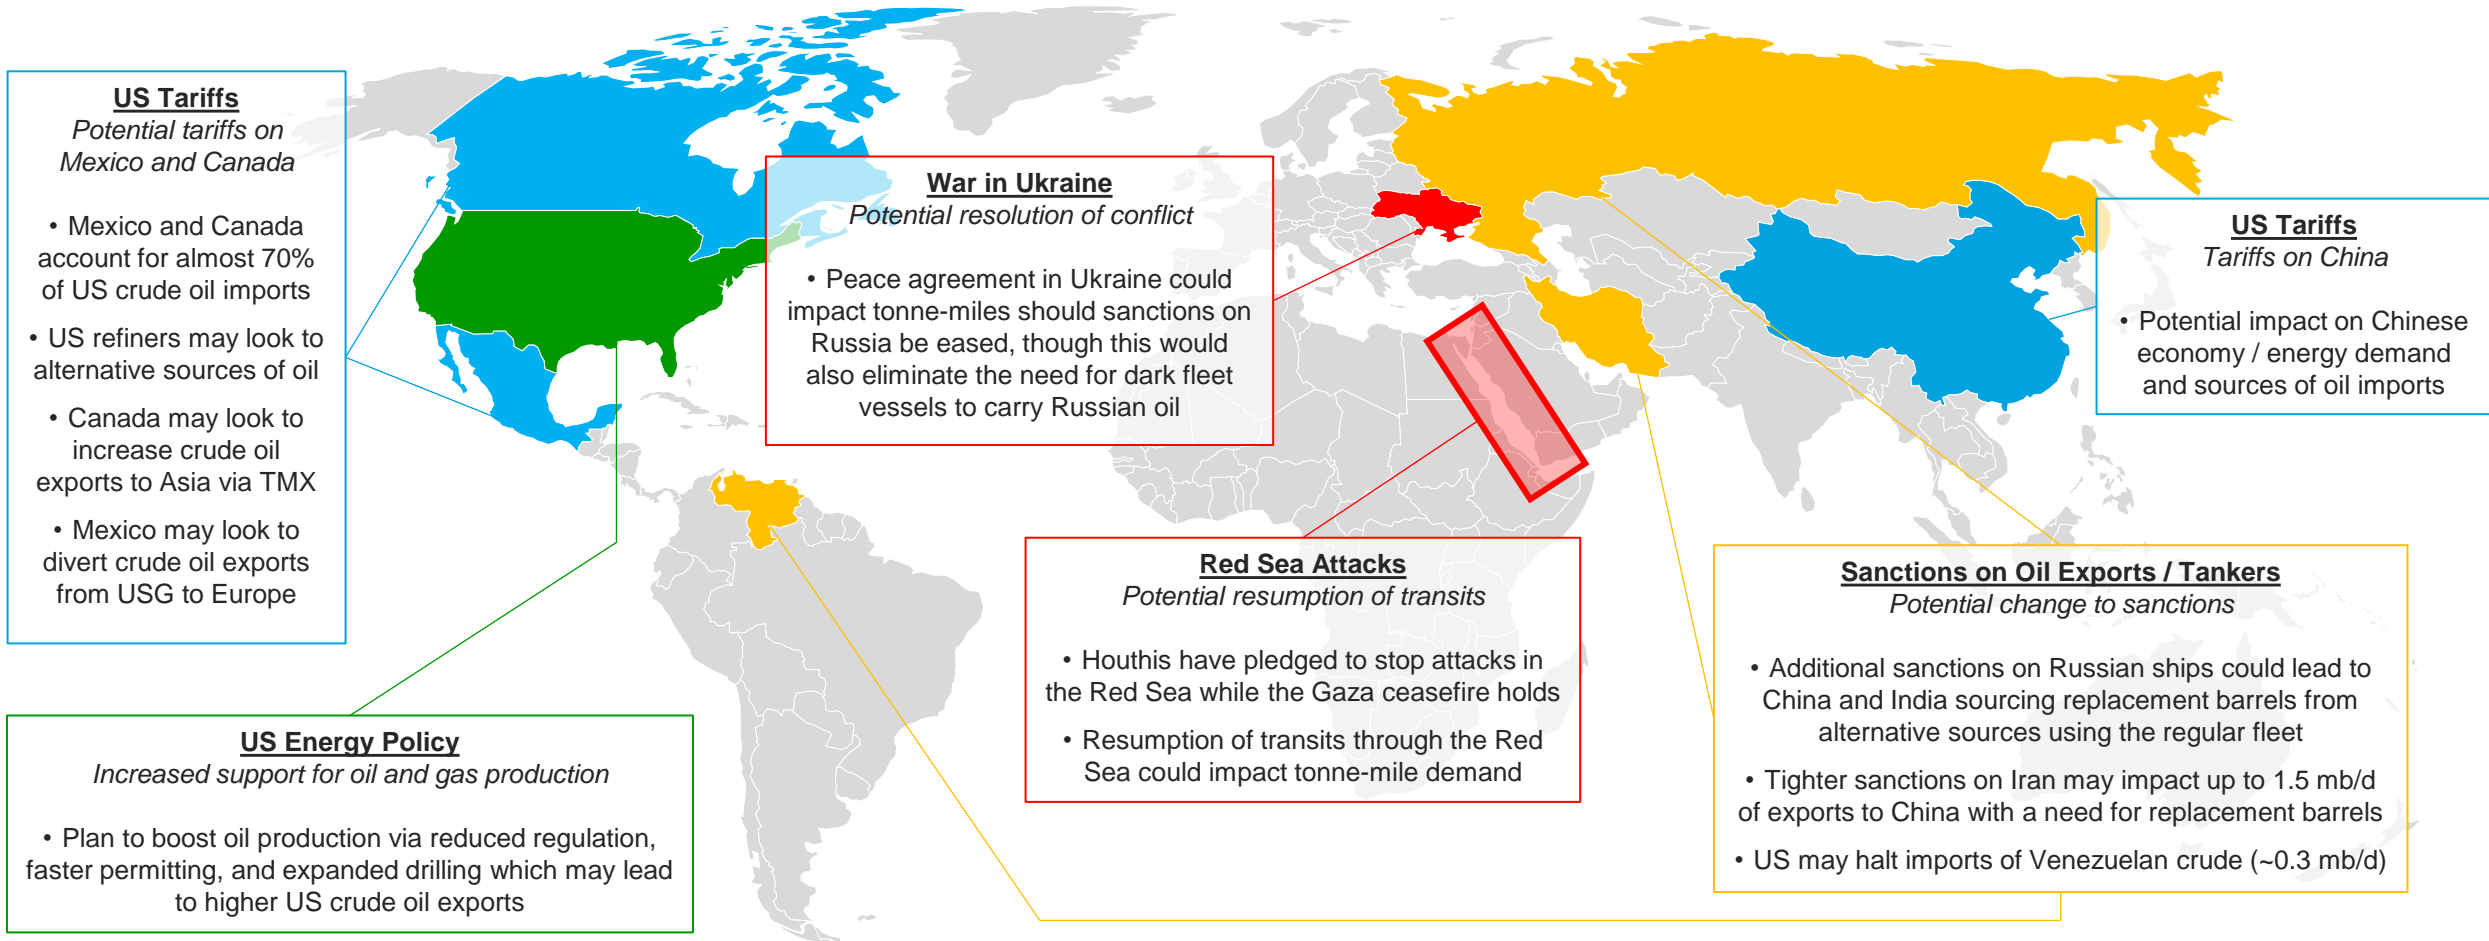 US Tariffs
Potential tariffs on
Mexico and Canada
• Mexico and Canada
account for almost 70%
of US crude oil imports
• US refiners may look to
alternative sources of oil
• Canada may look to
increase crude oil
exports to Asia via TMX
• Mexico may look to
divert crude oil exports
from USG to Europe
War in Ukraine
Potential resolution of conflict
• Peace agreement in Ukraine could
impact tonne-miles should sanctions on
Russia be eased, though this would
also eliminate the need for dark fleet
vessels to carry Russian oil
US Tariffs
Tariffs on China
• Potential impact on Chinese
economy / energy demand
and sources of oil imports
US Energy Policy
Increased support for oil and gas production
• Plan to boost oil production via reduced regulation,
faster permitting, and expanded drilling which may lead
to higher US crude oil exports
Red Sea Attacks
Potential resumption of transits
• Houthis have pledged to stop attacks in
the Red Sea while the Gaza ceasefire holds
• Resumption of transits through the Red
Sea could impact tonne-mile demand
Sanctions on Oil Exports / Tankers
Potential change to sanctions
• Additional sanctions on Russian ships could lead to
China and India sourcing replacement barrels from
alternative sources using the regular fleet
• Tighter sanctions on Iran may impact up to 1.5 mb/d
of exports to China with a need for replacement barrels
• US may halt imports of Venezuelan crude (~0.3 mb/d)